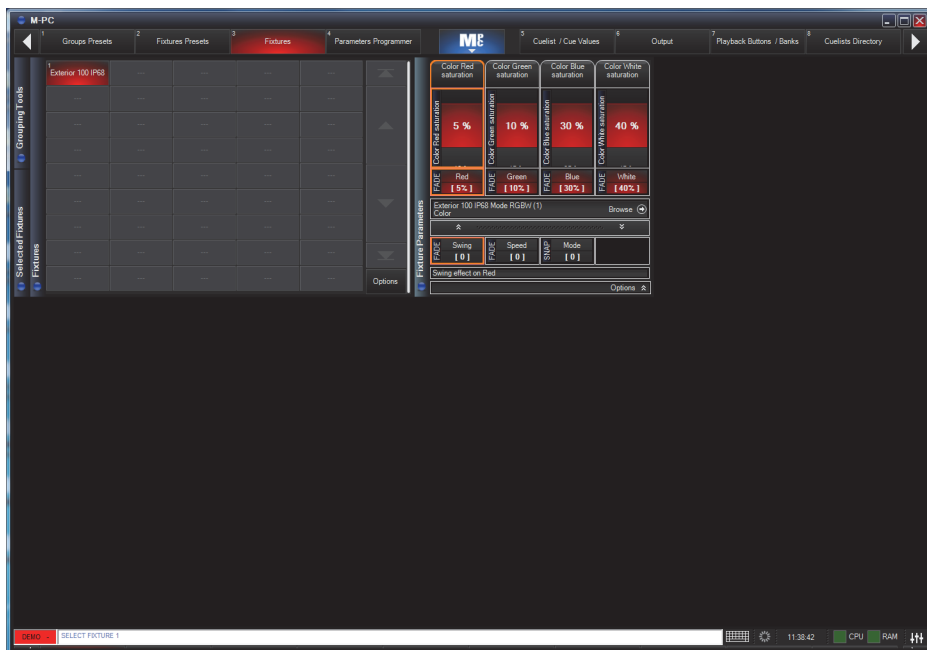 M-PC
1 Groups Presets
2 Fixtures Presets
3 Fixtures
4 Parameters Programmer
MPC
5 Cuelist / Cue Values
6 Output
7 Playback Buttons / Banks
8 Cuelists Directory
Grouping Tools
Selected Fixtures
Fixtures
1
Exterior 100 IP68
Options
Fixture Parameters
Color Red
saturation
Color Green
saturation
Color Blue
saturation
Color White
saturation
Color Red saturation
5 %
Color Green saturation
10 %
Color Blue saturation
30 %
Color White saturation
40 %
FADE
Red
[ 5% ]
FADE
Green
[ 10% ]
FADE
Blue
[ 30% ]
FADE
White
[ 40% ]
Exterior 100 IP68 Mode RGBW (1)
Color
Browse
FADE
Swing
[ 0 ]
FADE
Speed
[ 0 ]
SNAP
Mode
[ 0 ]
Swing effect on Red
Options
DEMO -
SELECT FIXTURE 1
11:38:42
CPU
RAM